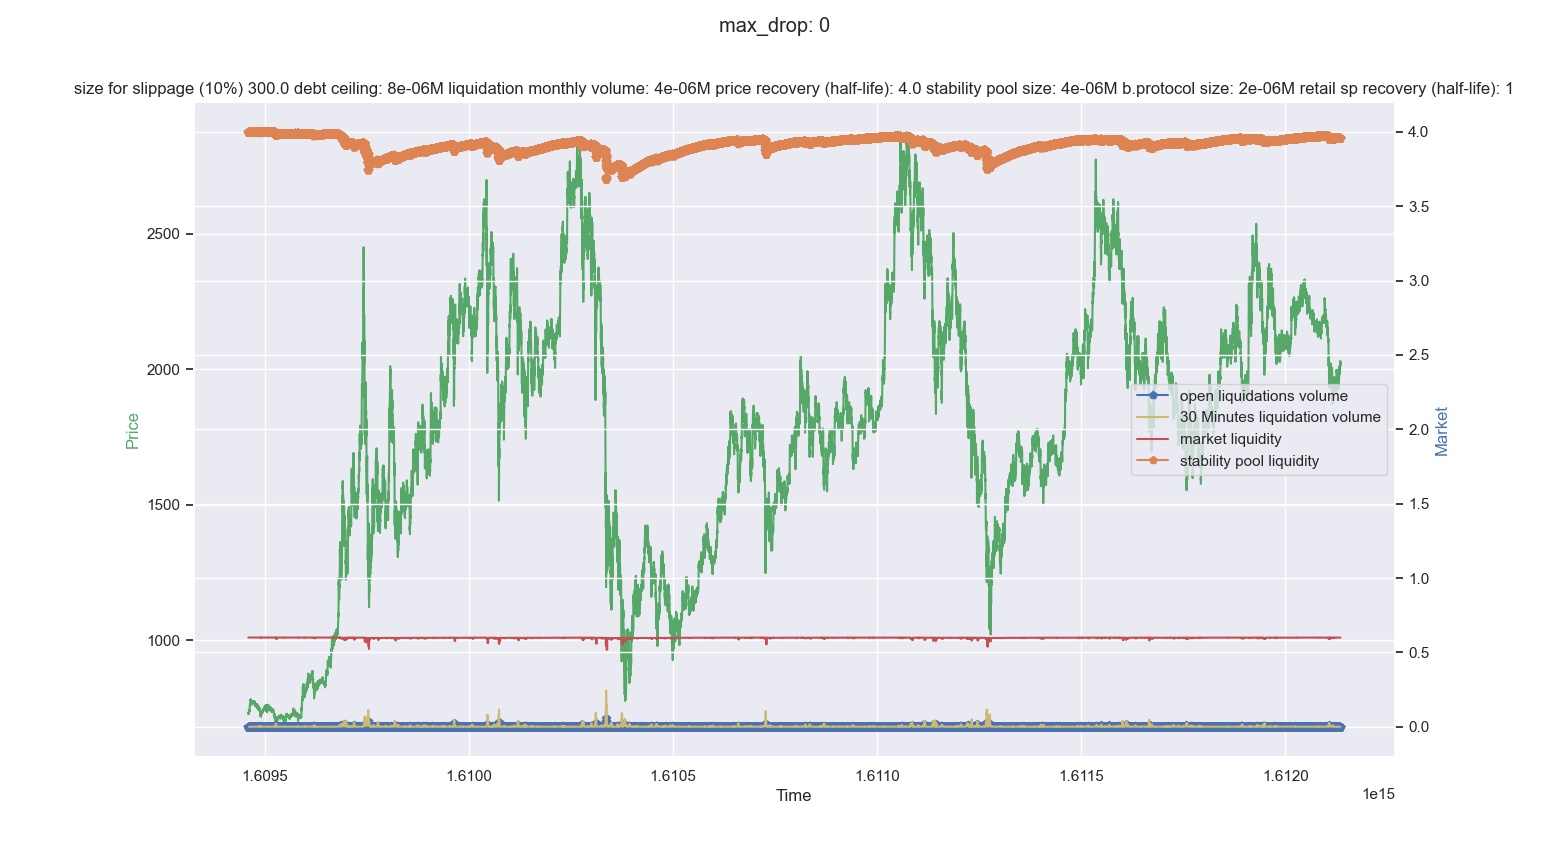 max_drop: 0
size for slippage (10%) 300.0 debt ceiling: 8e-06M liquidation monthly volume: 4e-06M price recovery (half-life): 4.0 stability pool size: 4e-06M b.protocol size: 2e-06M retail sp recovery (half-life): 1
4.0
3.5
2500
3.0
2.5
2000
open liquidations volume
30 Minutes liquidation volume
market liquidity
stability pool liquidity
Price
2.0
Market
1500
1.5
1.0
1000
0.5
0.0
1.6095
1.6100
1.6105
1.6110
1.6115
1.6120
Time
1e15